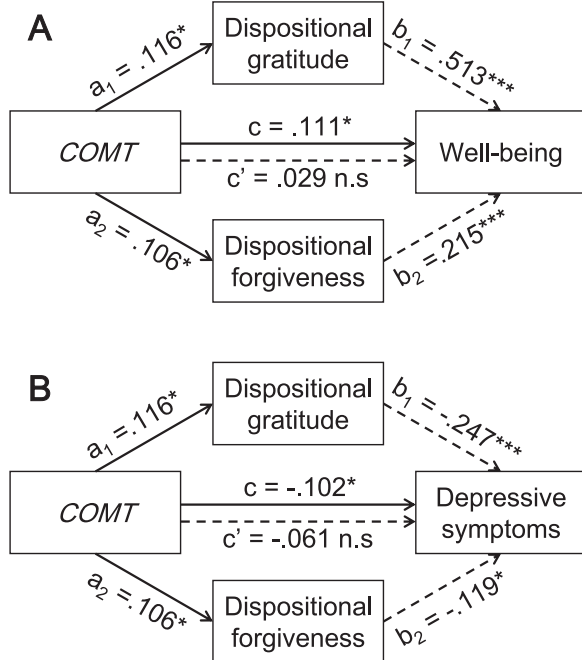 A
Dispositional
gratitude
a1 = .116*
b1 = .513***
COMT
c = .111*
c' = .029 n.s
Well-being
a2 = .106*
Dispositional
forgiveness
b2 = .215***
B
Dispositional
gratitude
a1 =.116*
b1 = -.247***
COMT
c = -.102*
c' = -.061 n.s
Depressive
symptoms
a2 =.106*
Dispositional
forgiveness
b2 = -.119*